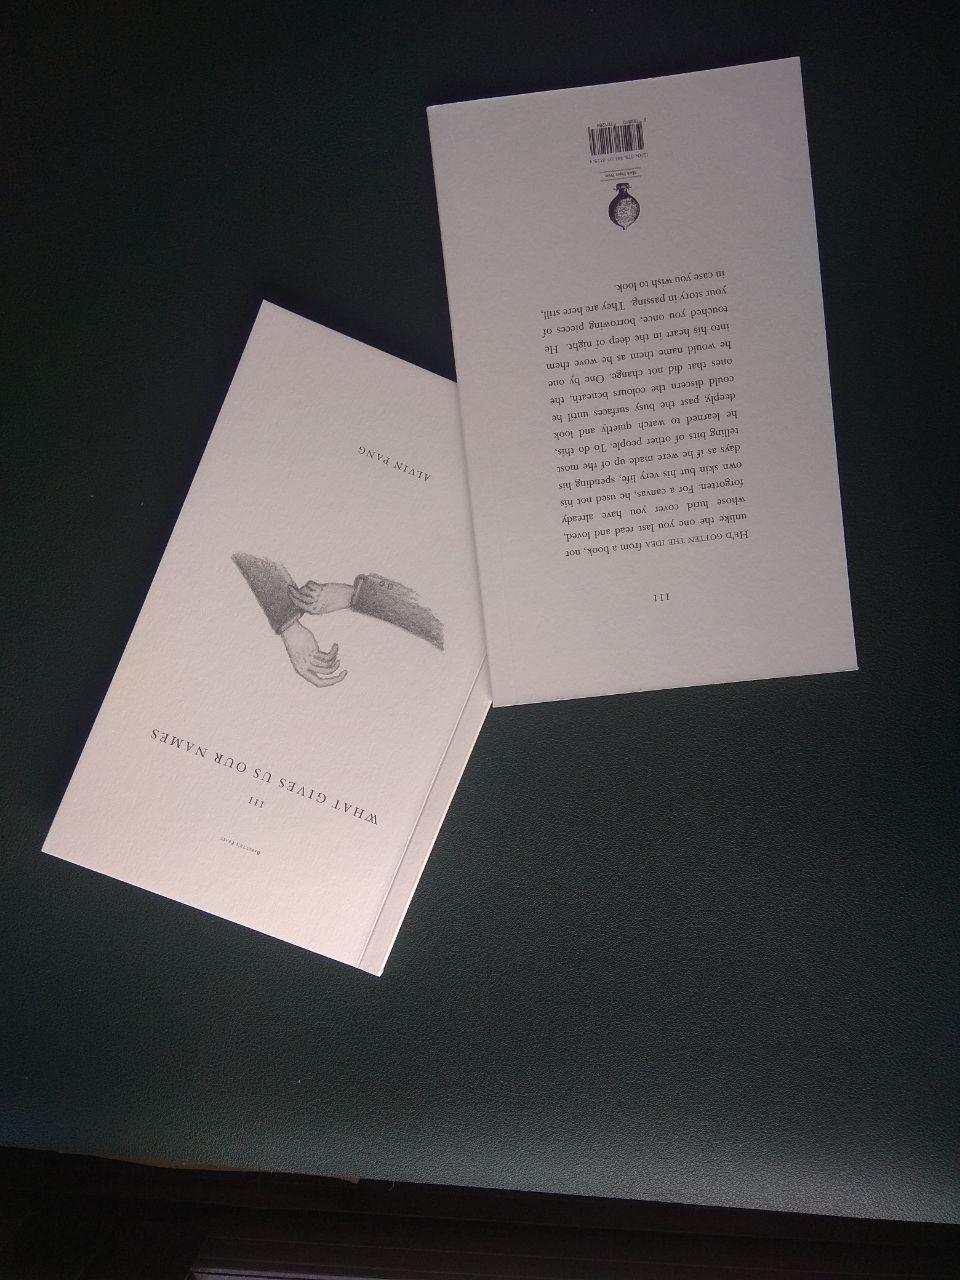 WHAT GIVES US OUR NAMES
III
ALVIN PANG
III
HE'D GOTTEN THE IDEA from a book, not
unlike the one you last read and loved,
whose lurid cover you have already
forgotten. For a canvas, he used not his
own skin but his very life, spending his
days as if he were made up of the most
telling bits of other people. To do this,
he learned to watch quietly and look
deeply, past the busy surfaces until he
could discern the colours beneath, the
ones that did not change. One by one
he would name them as he wove them
into his heart in the deep of night. He
touched you once, borrowing pieces of
your story in passing. They are here still,
in case you wish to look.
Math Paper Press